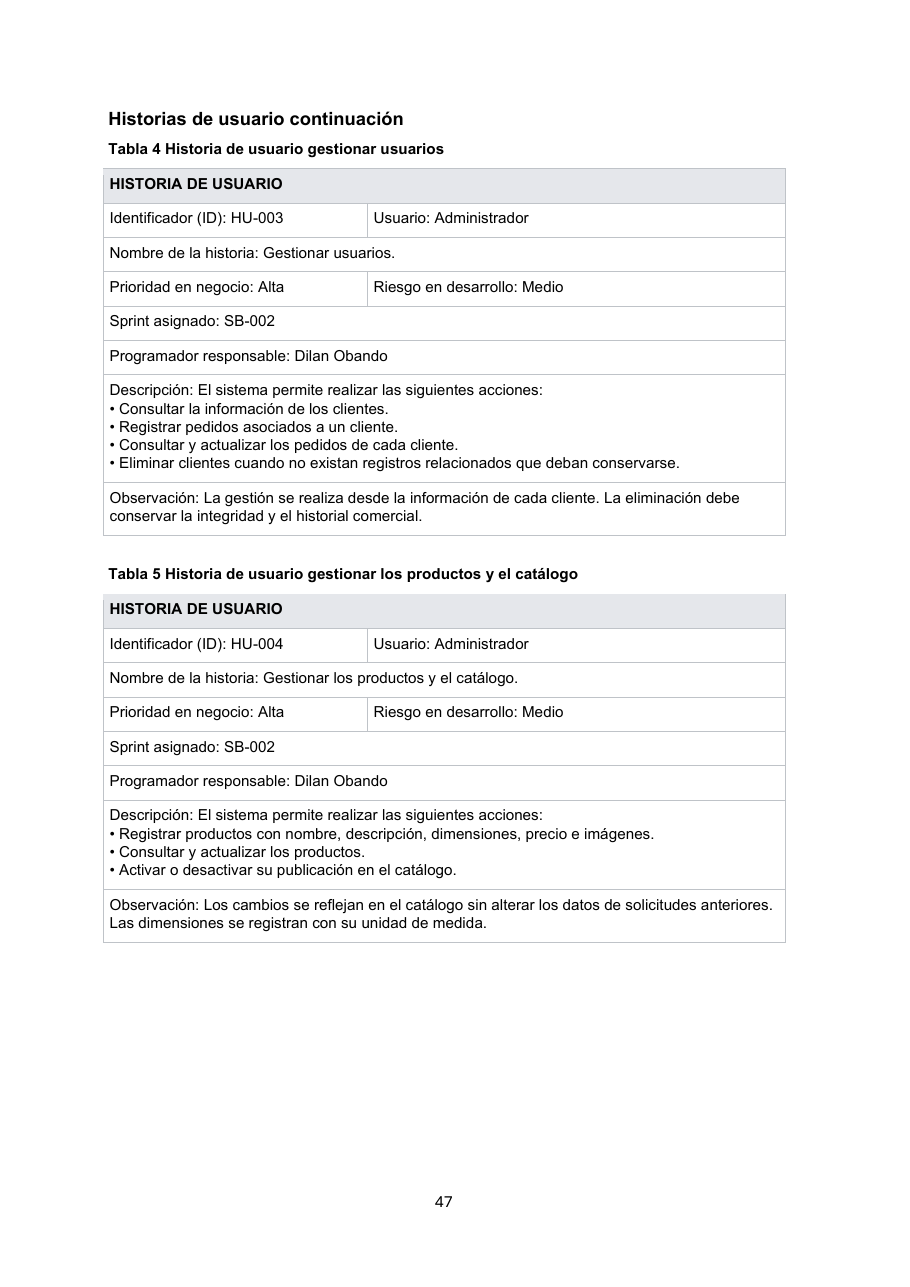 Historias de usuario continuación
Tabla 4 Historia de usuario gestionar usuarios
HISTORIA DE USUARIO
Identificador (ID): HU-003
Usuario: Administrador
Nombre de la historia: Gestionar usuarios.
Prioridad en negocio: Alta
Riesgo en desarrollo: Medio
Sprint asignado: SB-002
Programador responsable: Dilan Obando
Descripción: El sistema permite realizar las siguientes acciones:
• Consultar la información de los clientes.
• Registrar pedidos asociados a un cliente.
• Consultar y actualizar los pedidos de cada cliente.
• Eliminar clientes cuando no existan registros relacionados que deban conservarse.
Observación: La gestión se realiza desde la información de cada cliente. La eliminación debe
conservar la integridad y el historial comercial.
Tabla 5 Historia de usuario gestionar los productos y el catálogo
HISTORIA DE USUARIO
Identificador (ID): HU-004
Usuario: Administrador
Nombre de la historia: Gestionar los productos y el catálogo.
Prioridad en negocio: Alta
Riesgo en desarrollo: Medio
Sprint asignado: SB-002
Programador responsable: Dilan Obando
Descripción: El sistema permite realizar las siguientes acciones:
• Registrar productos con nombre, descripción, dimensiones, precio e imágenes.
• Consultar y actualizar los productos.
• Activar o desactivar su publicación en el catálogo.
Observación: Los cambios se reflejan en el catálogo sin alterar los datos de solicitudes anteriores.
Las dimensiones se registran con su unidad de medida.
47